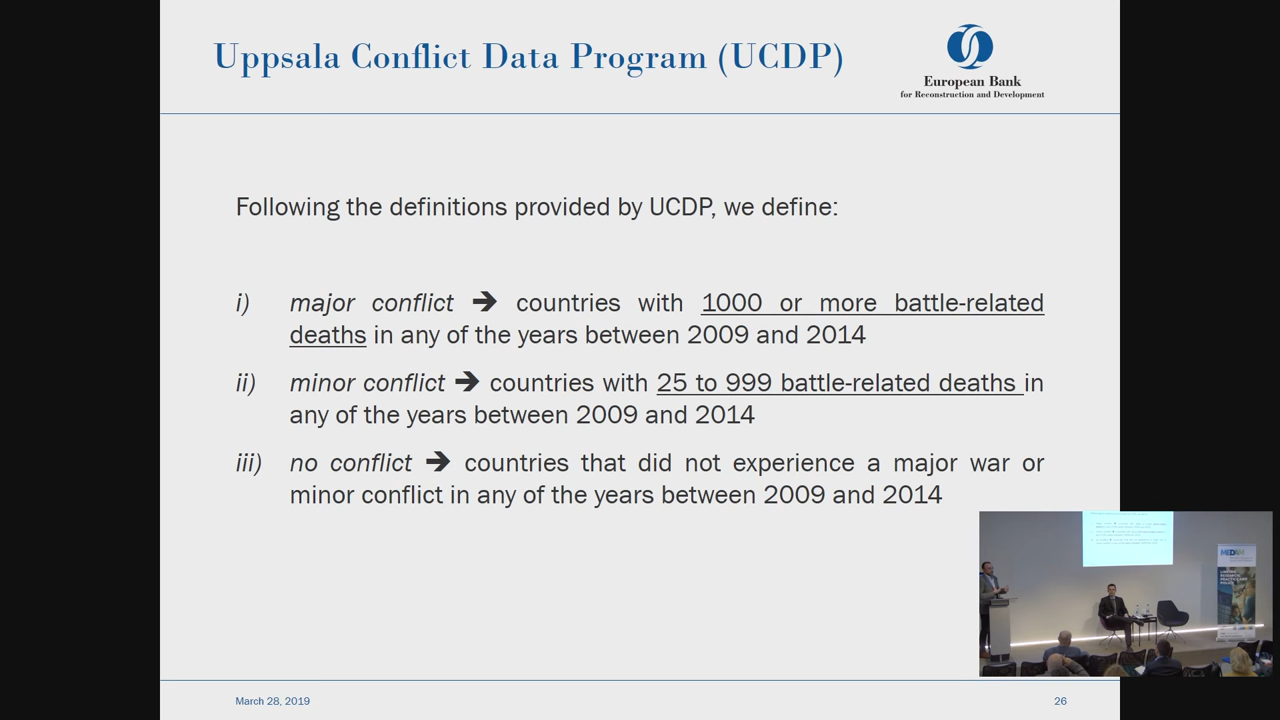 Uppsala Conflict Data Program (UCDP)
European Bank
for Reconstruction and Development
Following the definitions provided by UCDP, we define:
i) major conflict ➔ countries with 1000 or more battle-related
deaths in any of the years between 2009 and 2014
ii) minor conflict ➔ countries with 25 to 999 battle-related deaths in
any of the years between 2009 and 2014
iii) no conflict ➔ countries that did not experience a major war or
minor conflict in any of the years between 2009 and 2014
MEDAM
March 28, 2019
26